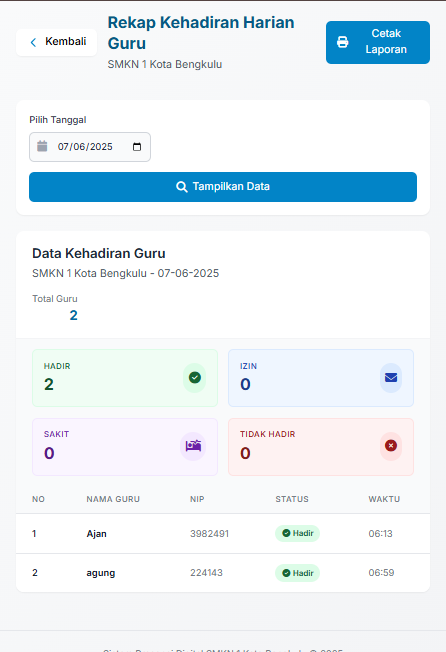 Kembali
Rekap Kehadiran Harian
Guru
SMKN 1 Kota Bengkulu
Cetak
Laporan
Pilih Tanggal
07/06/2025
Tampilkan Data
Data Kehadiran Guru
SMKN 1 Kota Bengkulu - 07-06-2025
Total Guru
2
HADIR
2
IZIN
0
SAKIT
0
TIDAK HADIR
0
NO NAMA GURU NIP STATUS WAKTU
1 Ajan 3982491 Hadir 06:13
2 agung 224143 Hadir 06:59